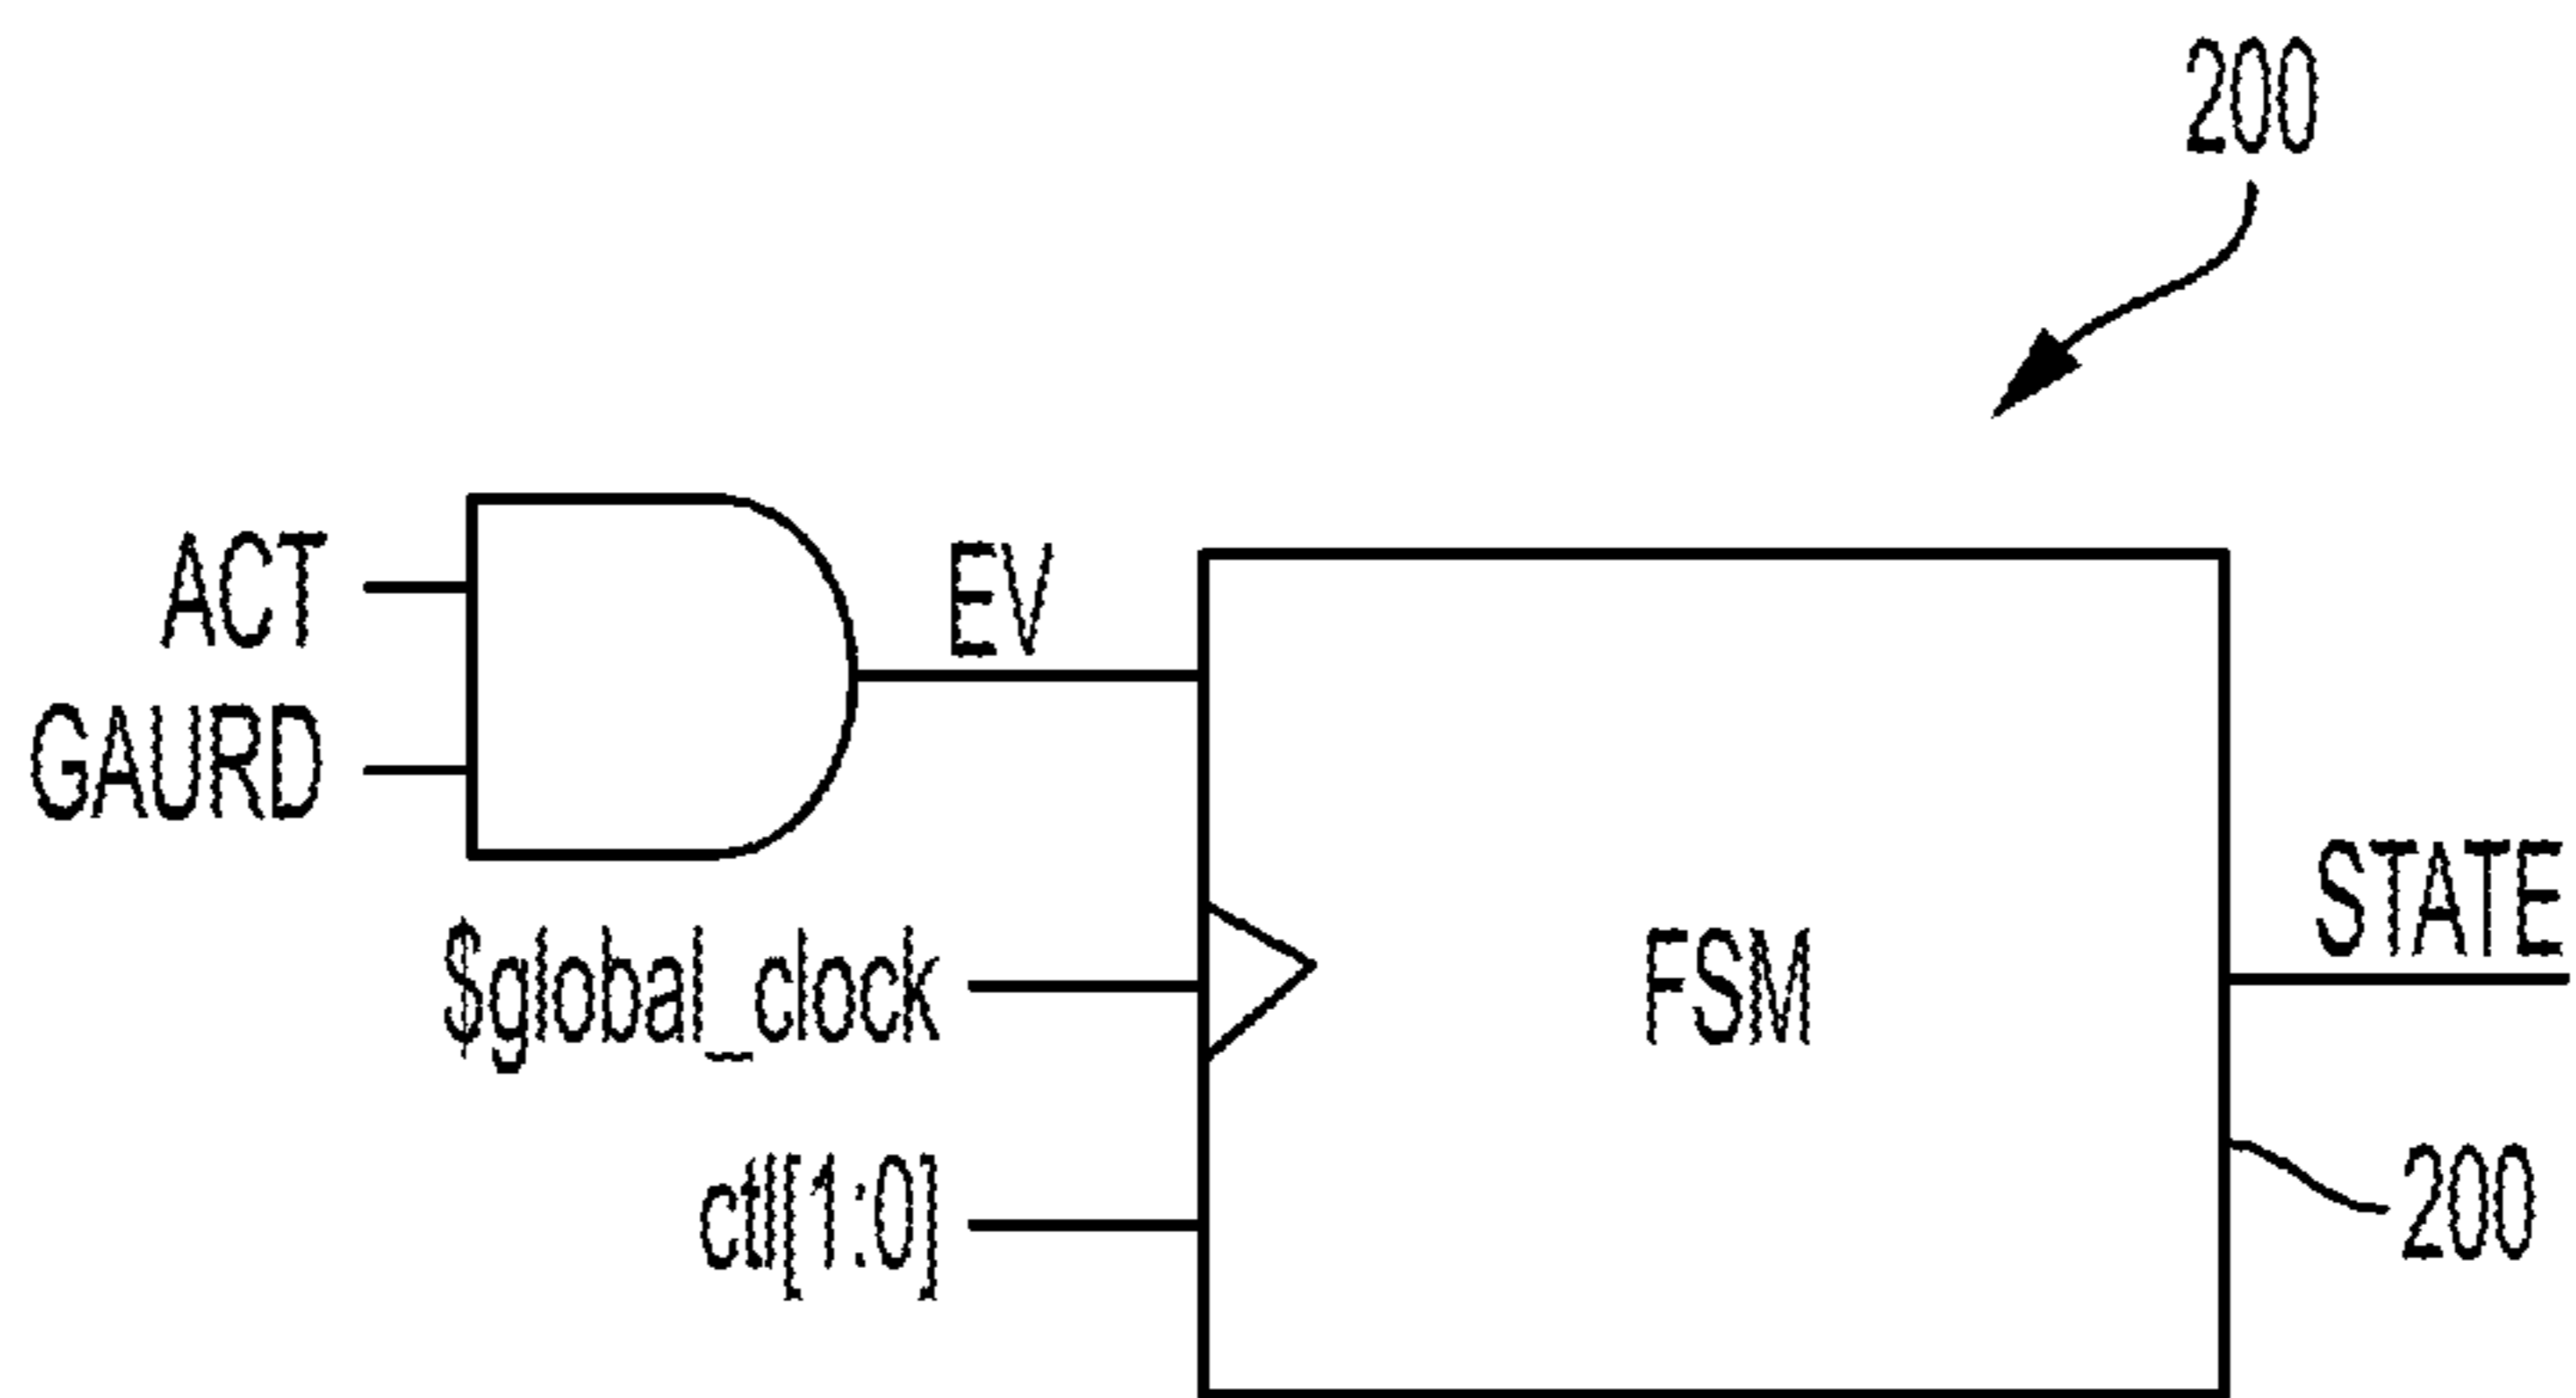 200
ACT
EV
GAURD
$global_clock
FSM
STATE
ctl[1:0]
200